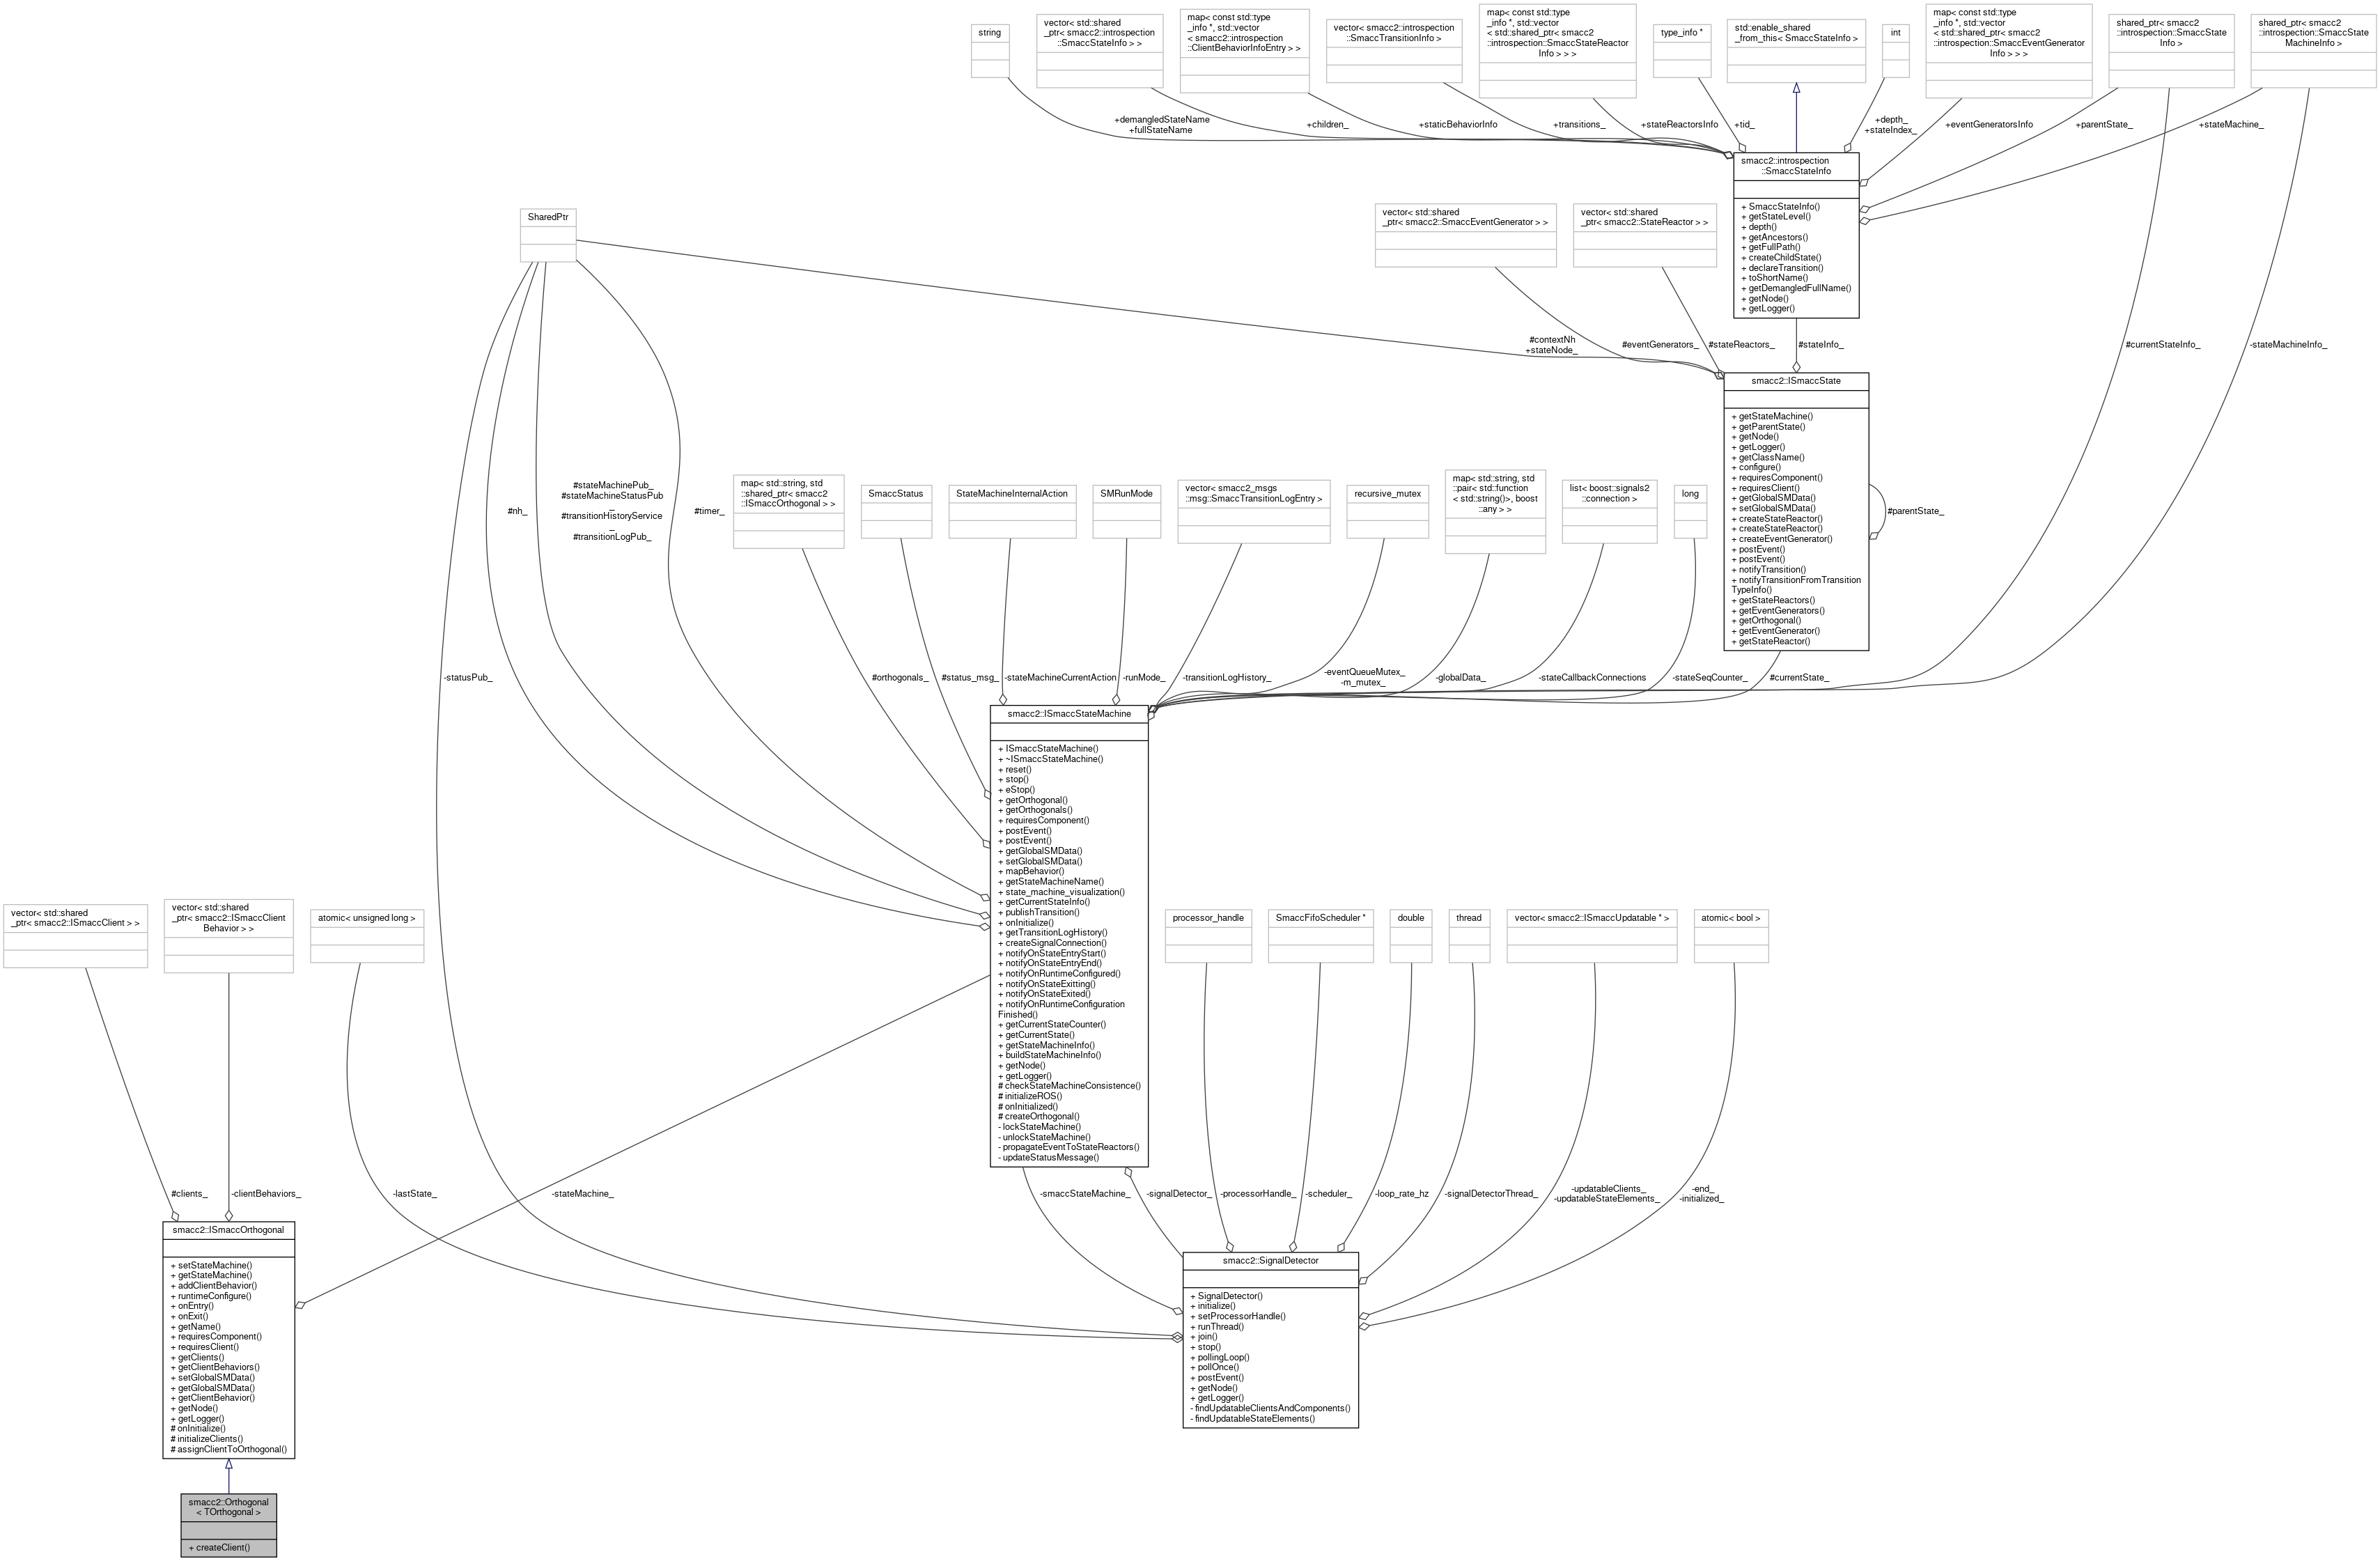 string
vector< std::shared
_ptr< smacc2::introspection
::SmaccStateInfo > >
map< const std::type
_info *, std::vector
< smacc2::introspection
::ClientBehaviorInfoEntry > >
vector< smacc2::introspection
::SmaccTransitionInfo >
map< const std::type
_info *, std::vector
< std::shared_ptr< smacc2
::introspection::SmaccStateReactor
Info > > >
type_info *
std::enable_shared
_from_this< SmaccStateInfo >
int
map< const std::type
_info *, std::vector
< std::shared_ptr< smacc2
::introspection::SmaccEventGenerator
Info > > >
shared_ptr< smacc2
::introspection::SmaccState
Info >
shared_ptr< smacc2
::introspection::SmaccState
MachineInfo >
+demangledStateName
+fullStateName
+children_
+staticBehaviorInfo
+transitions_
+stateReactorsInfo
+tid_
+depth_
+stateIndex_
+eventGeneratorsInfo
+parentState_
+stateMachine_
smacc2::introspection
::SmaccStateInfo
+ SmaccStateInfo()
+ getStateLevel()
+ depth()
+ getAncestors()
+ getFullPath()
+ createChildState()
+ declareTransition()
+ toShortName()
+ getDemangledFullName()
+ getNode()
+ getLogger()
SharedPtr
vector< std::shared
_ptr< smacc2::SmaccEventGenerator > >
vector< std::shared
_ptr< smacc2::StateReactor > >
#contextNh
+stateNode_
#eventGenerators_
#stateReactors_
#stateInfo_
#currentStateInfo_
-stateMachineInfo_
smacc2::ISmaccState
+ getStateMachine()
+ getParentState()
+ getNode()
+ getLogger()
+ getClassName()
+ configure()
+ requiresComponent()
+ requiresClient()
+ getGlobalSMData()
+ setGlobalSMData()
+ createStateReactor()
+ createStateReactor()
+ createEventGenerator()
+ postEvent()
+ postEvent()
+ notifyTransition()
+ notifyTransitionFromTransition
TypeInfo()
+ getStateReactors()
+ getEventGenerators()
+ getOrthogonal()
+ getEventGenerator()
+ getStateReactor()
#parentState_
#nh_
#stateMachinePub_
#stateMachineStatusPub
_
#transitionHistoryService
_
#transitionLogPub_
#timer_
map< std::string, std
::shared_ptr< smacc2
::ISmaccOrthogonal > >
SmaccStatus
StateMachineInternalAction
SMRunMode
vector< smacc2_msgs
::msg::SmaccTransitionLogEntry >
recursive_mutex
map< std::string, std
::pair< std::function
< std::string()>, boost
::any > >
list< boost::signals2
::connection >
long
-statusPub_
#orthogonals_
#status_msg_
-stateMachineCurrentAction
-runMode_
-transitionLogHistory_
-eventQueueMutex_
-m_mutex_
-globalData_
-stateCallbackConnections
-stateSeqCounter_
#currentState_
smacc2::ISmaccStateMachine
+ ISmaccStateMachine()
+ ~ISmaccStateMachine()
+ reset()
+ stop()
+ eStop()
+ getOrthogonal()
+ getOrthogonals()
+ requiresComponent()
+ postEvent()
+ postEvent()
+ getGlobalSMData()
+ setGlobalSMData()
+ mapBehavior()
+ getStateMachineName()
+ state_machine_visualization()
+ getCurrentStateInfo()
+ publishTransition()
+ onInitialize()
+ getTransitionLogHistory()
+ createSignalConnection()
+ notifyOnStateEntryStart()
+ notifyOnStateEntryEnd()
+ notifyOnRuntimeConfigured()
+ notifyOnStateExitting()
+ notifyOnStateExited()
+ notifyOnRuntimeConfiguration
Finished()
+ getCurrentStateCounter()
+ getCurrentState()
+ getStateMachineInfo()
+ buildStateMachineInfo()
+ getNode()
+ getLogger()
# checkStateMachineConsistence()
# initializeROS()
# onInitialized()
# createOrthogonal()
- lockStateMachine()
- unlockStateMachine()
- propagateEventToStateReactors()
- updateStatusMessage()
vector< std::shared
_ptr< smacc2::ISmaccClient > >
vector< std::shared
_ptr< smacc2::ISmaccClient
Behavior > >
atomic< unsigned long >
processor_handle
SmaccFifoScheduler *
double
thread
vector< smacc2::ISmaccUpdatable * >
atomic< bool >
#clients_
-clientBehaviors_
-lastState_
-stateMachine_
-smaccStateMachine_
-signalDetector_
-processorHandle_
-scheduler_
-loop_rate_hz
-signalDetectorThread_
-updatableClients_
-updatableStateElements_
-end_
-initialized_
smacc2::ISmaccOrthogonal
+ setStateMachine()
+ getStateMachine()
+ addClientBehavior()
+ runtimeConfigure()
+ onEntry()
+ onExit()
+ getName()
+ requiresComponent()
+ requiresClient()
+ getClients()
+ getClientBehaviors()
+ setGlobalSMData()
+ getGlobalSMData()
+ getClientBehavior()
+ getNode()
+ getLogger()
# onInitialize()
# initializeClients()
# assignClientToOrthogonal()
smacc2::SignalDetector
+ SignalDetector()
+ initialize()
+ setProcessorHandle()
+ runThread()
+ join()
+ stop()
+ pollingLoop()
+ pollOnce()
+ postEvent()
+ getNode()
+ getLogger()
- findUpdatableClientsAndComponents()
- findUpdatableStateElements()
smacc2::Orthogonal
< TOrthogonal >
+ createClient()